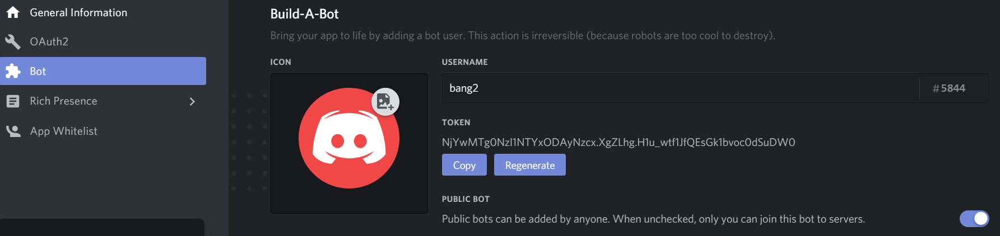 General Information
OAuth2
Bot
Rich Presence
App Whitelist
Build-A-Bot
Bring your app to life by adding a bot user. This action is irreversible (because robots are too cool to destroy).
ICON
USERNAME
bang2
#5844
TOKEN
NjYwMTg0NzI1NTYxODAyNzcx.XgZLhg.H1u_wtf1JfQEsGk1bvoc0dSuDW0
Copy
Regenerate
PUBLIC BOT
Public bots can be added by anyone. When unchecked, only you can join this bot to servers.